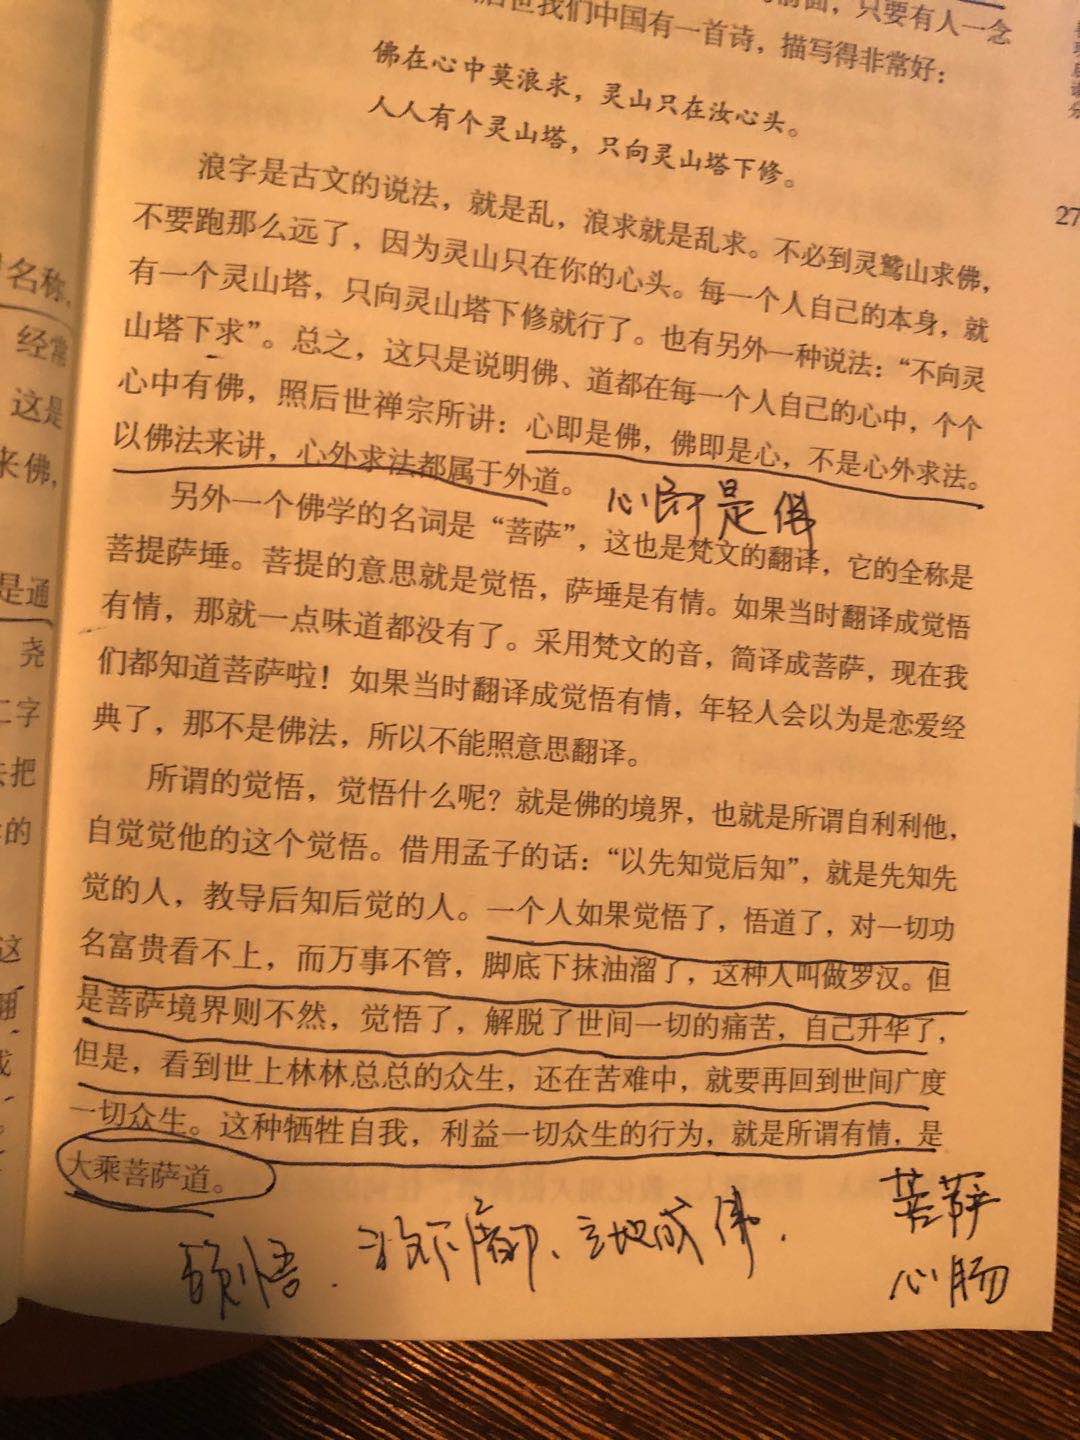 前面，只要有人一念
后世我们中国有一首诗，描写得非常好：
佛在心中莫浪求，灵山只在汝心头。
人人有个灵山塔，只向灵山塔下修。
27
浪字是古文的说法，就是乱，浪求就是乱求。不必到灵鹫山求佛，
不要跑那么远了，因为灵山只在你的心头。每一个人自己的本身，就
有一个灵山塔，只向灵山塔下修就行了。也有另外一种说法：“不向灵
山塔下求”。总之，这只是说明佛、道都在每一个人自己的心中，个个
心中有佛，照后世禅宗所讲：心即是佛，佛即是心，不是心外求法。
以佛法来讲，心外求法都属于外道。
心即是佛
另外一个佛学的名词是“菩萨”，这也是梵文的翻译，它的全称是
菩提萨埵。菩提的意思就是觉悟，萨埵是有情。如果当时翻译成觉悟
有情，那就一点味道都没有了。采用梵文的音，简译成菩萨，现在我
们都知道菩萨啦！如果当时翻译成觉悟有情，年轻人会以为是恋爱经
典了，那不是佛法，所以不能照意思翻译。
所谓的觉悟，觉悟什么呢？就是佛的境界，也就是所谓自利利他，
自觉觉他的这个觉悟。借用孟子的话：“以先知觉后知”，就是先知先
觉的人，教导后知后觉的人。一个人如果觉悟了，悟道了，对一切功
名富贵看不上，而万事不管，脚底下抹油溜了，这种人叫做罗汉。但
是菩萨境界则不然，觉悟了，解脱了世间一切的痛苦，自己升华了，
但是，看到世上林林总总的众生，还在苦难中，就要再回到世间广度
一切众生。这种牺牲自我，利益一切众生的行为，就是所谓有情，是
大乘菩萨道。
菩萨
心肠
顿悟．放下屠刀、立地成佛．
名称，
经常
这是
来佛，
是通
尧
二字
去把
的
这
翻